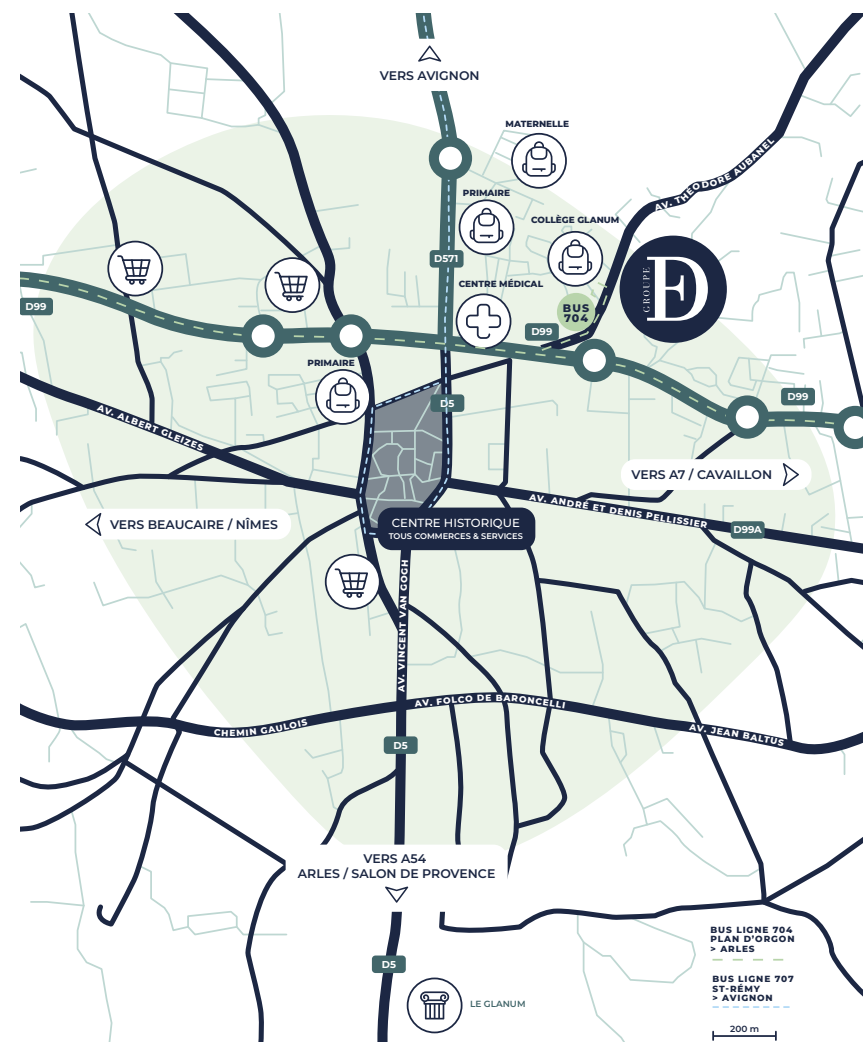 VERS AVIGNON
MATERNELLE
AV. THÉODORE AUBANEL
PRIMAIRE
COLLÈGE GLANUM
D571
GROUPE
ED
CENTRE MÉDICAL
D99
BUS
704
D99
PRIMAIRE
D5
D99
AV. ALBERT GLEIZES
VERS A7 / CAVAILLON
AV. ANDRÉ ET DENIS PELLISSIER
D99A
VERS BEAUCAIRE / NÎMES
CENTRE HISTORIQUE
TOUS COMMERCES & SERVICES
AV. VINCENT VAN GOGH
AV. FOLCO DE BARONCELLI
CHEMIN GAULOIS
AV. JEAN BALTUS
D5
VERS A54
ARLES / SALON DE PROVENCE
BUS LIGNE 704
PLAN D'ORGON
> ARLES
D5
BUS LIGNE 707
ST-RÉMY
> AVIGNON
LE GLANUM
200 m